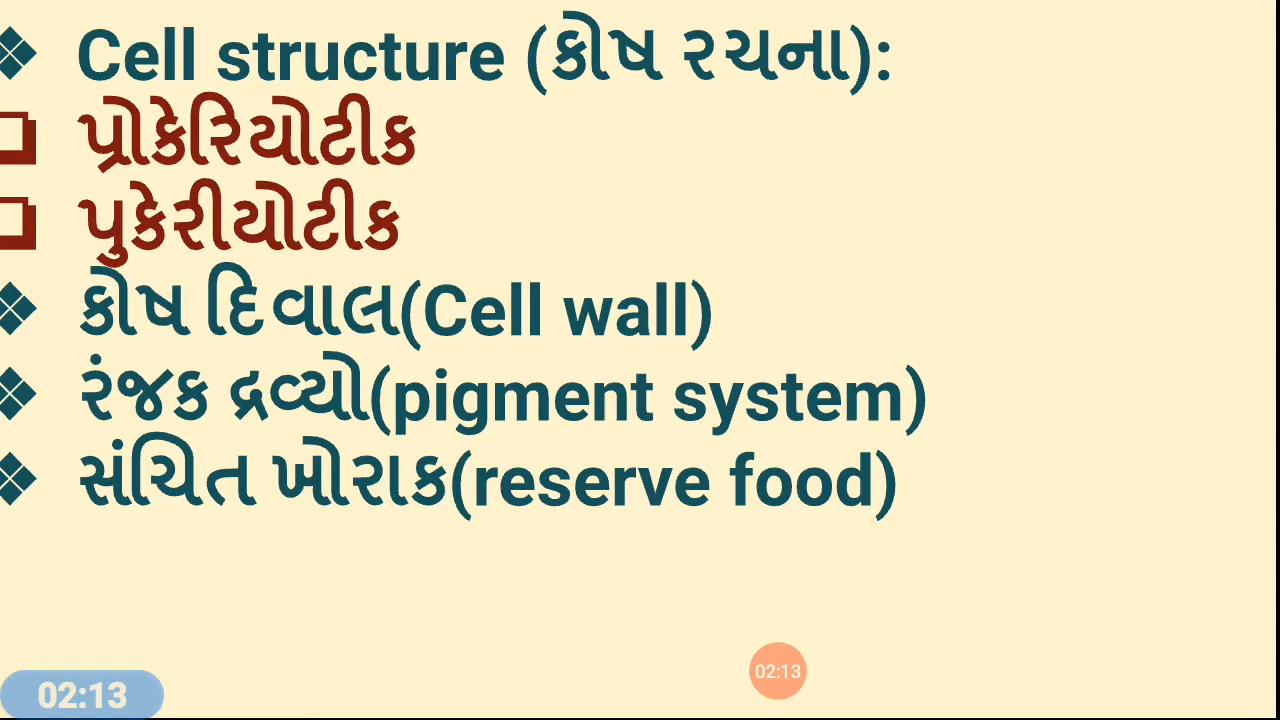 ❖ Cell structure (કોષ રચના):
❑ પ્રોકેરિયોટીક
❑ પુકેરીયોટીક
❖ કોષ દિવાલ(Cell wall)
❖ રંજક દ્રવ્યો(pigment system)
❖ સંચિત ખોરાક(reserve food)
02:13
02:13